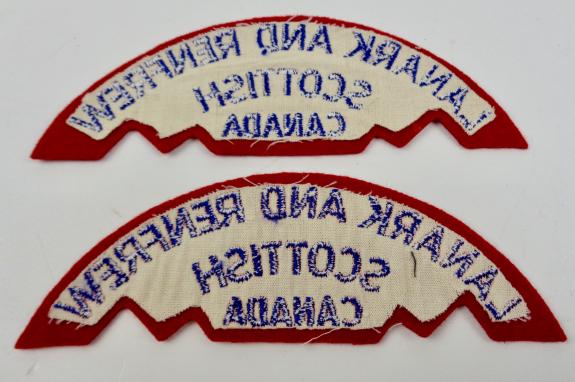 LANARK AND RENFREW
SCOTTISH
CANADA
LANARK AND RENFREW
SCOTTISH
CANADA